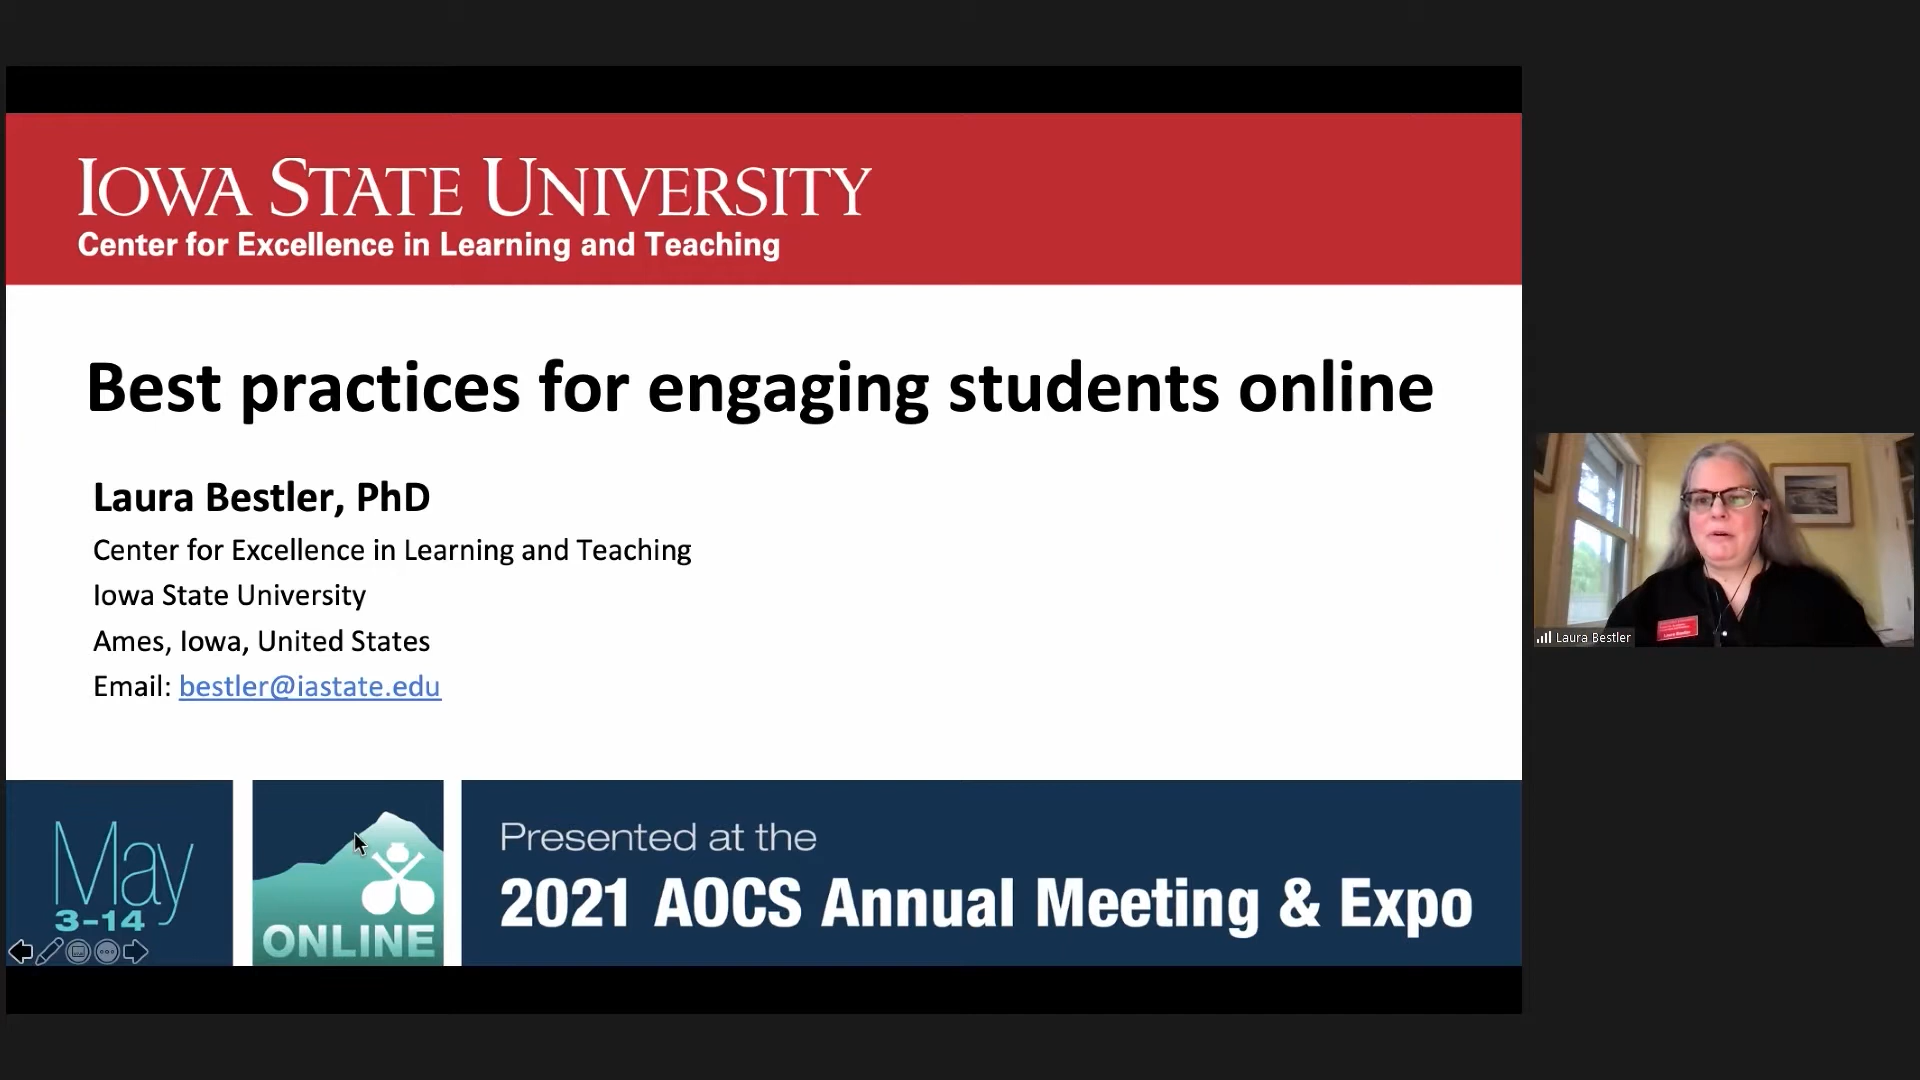 IOWA STATE UNIVERSITY
Center for Excellence in Learning and Teaching
Best practices for engaging students online
Laura Bestler, PhD
Center for Excellence in Learning and Teaching
Iowa State University
Ames, Iowa, United States
Email: bestler@iastate.edu
May
3-14
ONLINE
Presented at the
2021 AOCS Annual Meeting & Expo
Laura Bestler